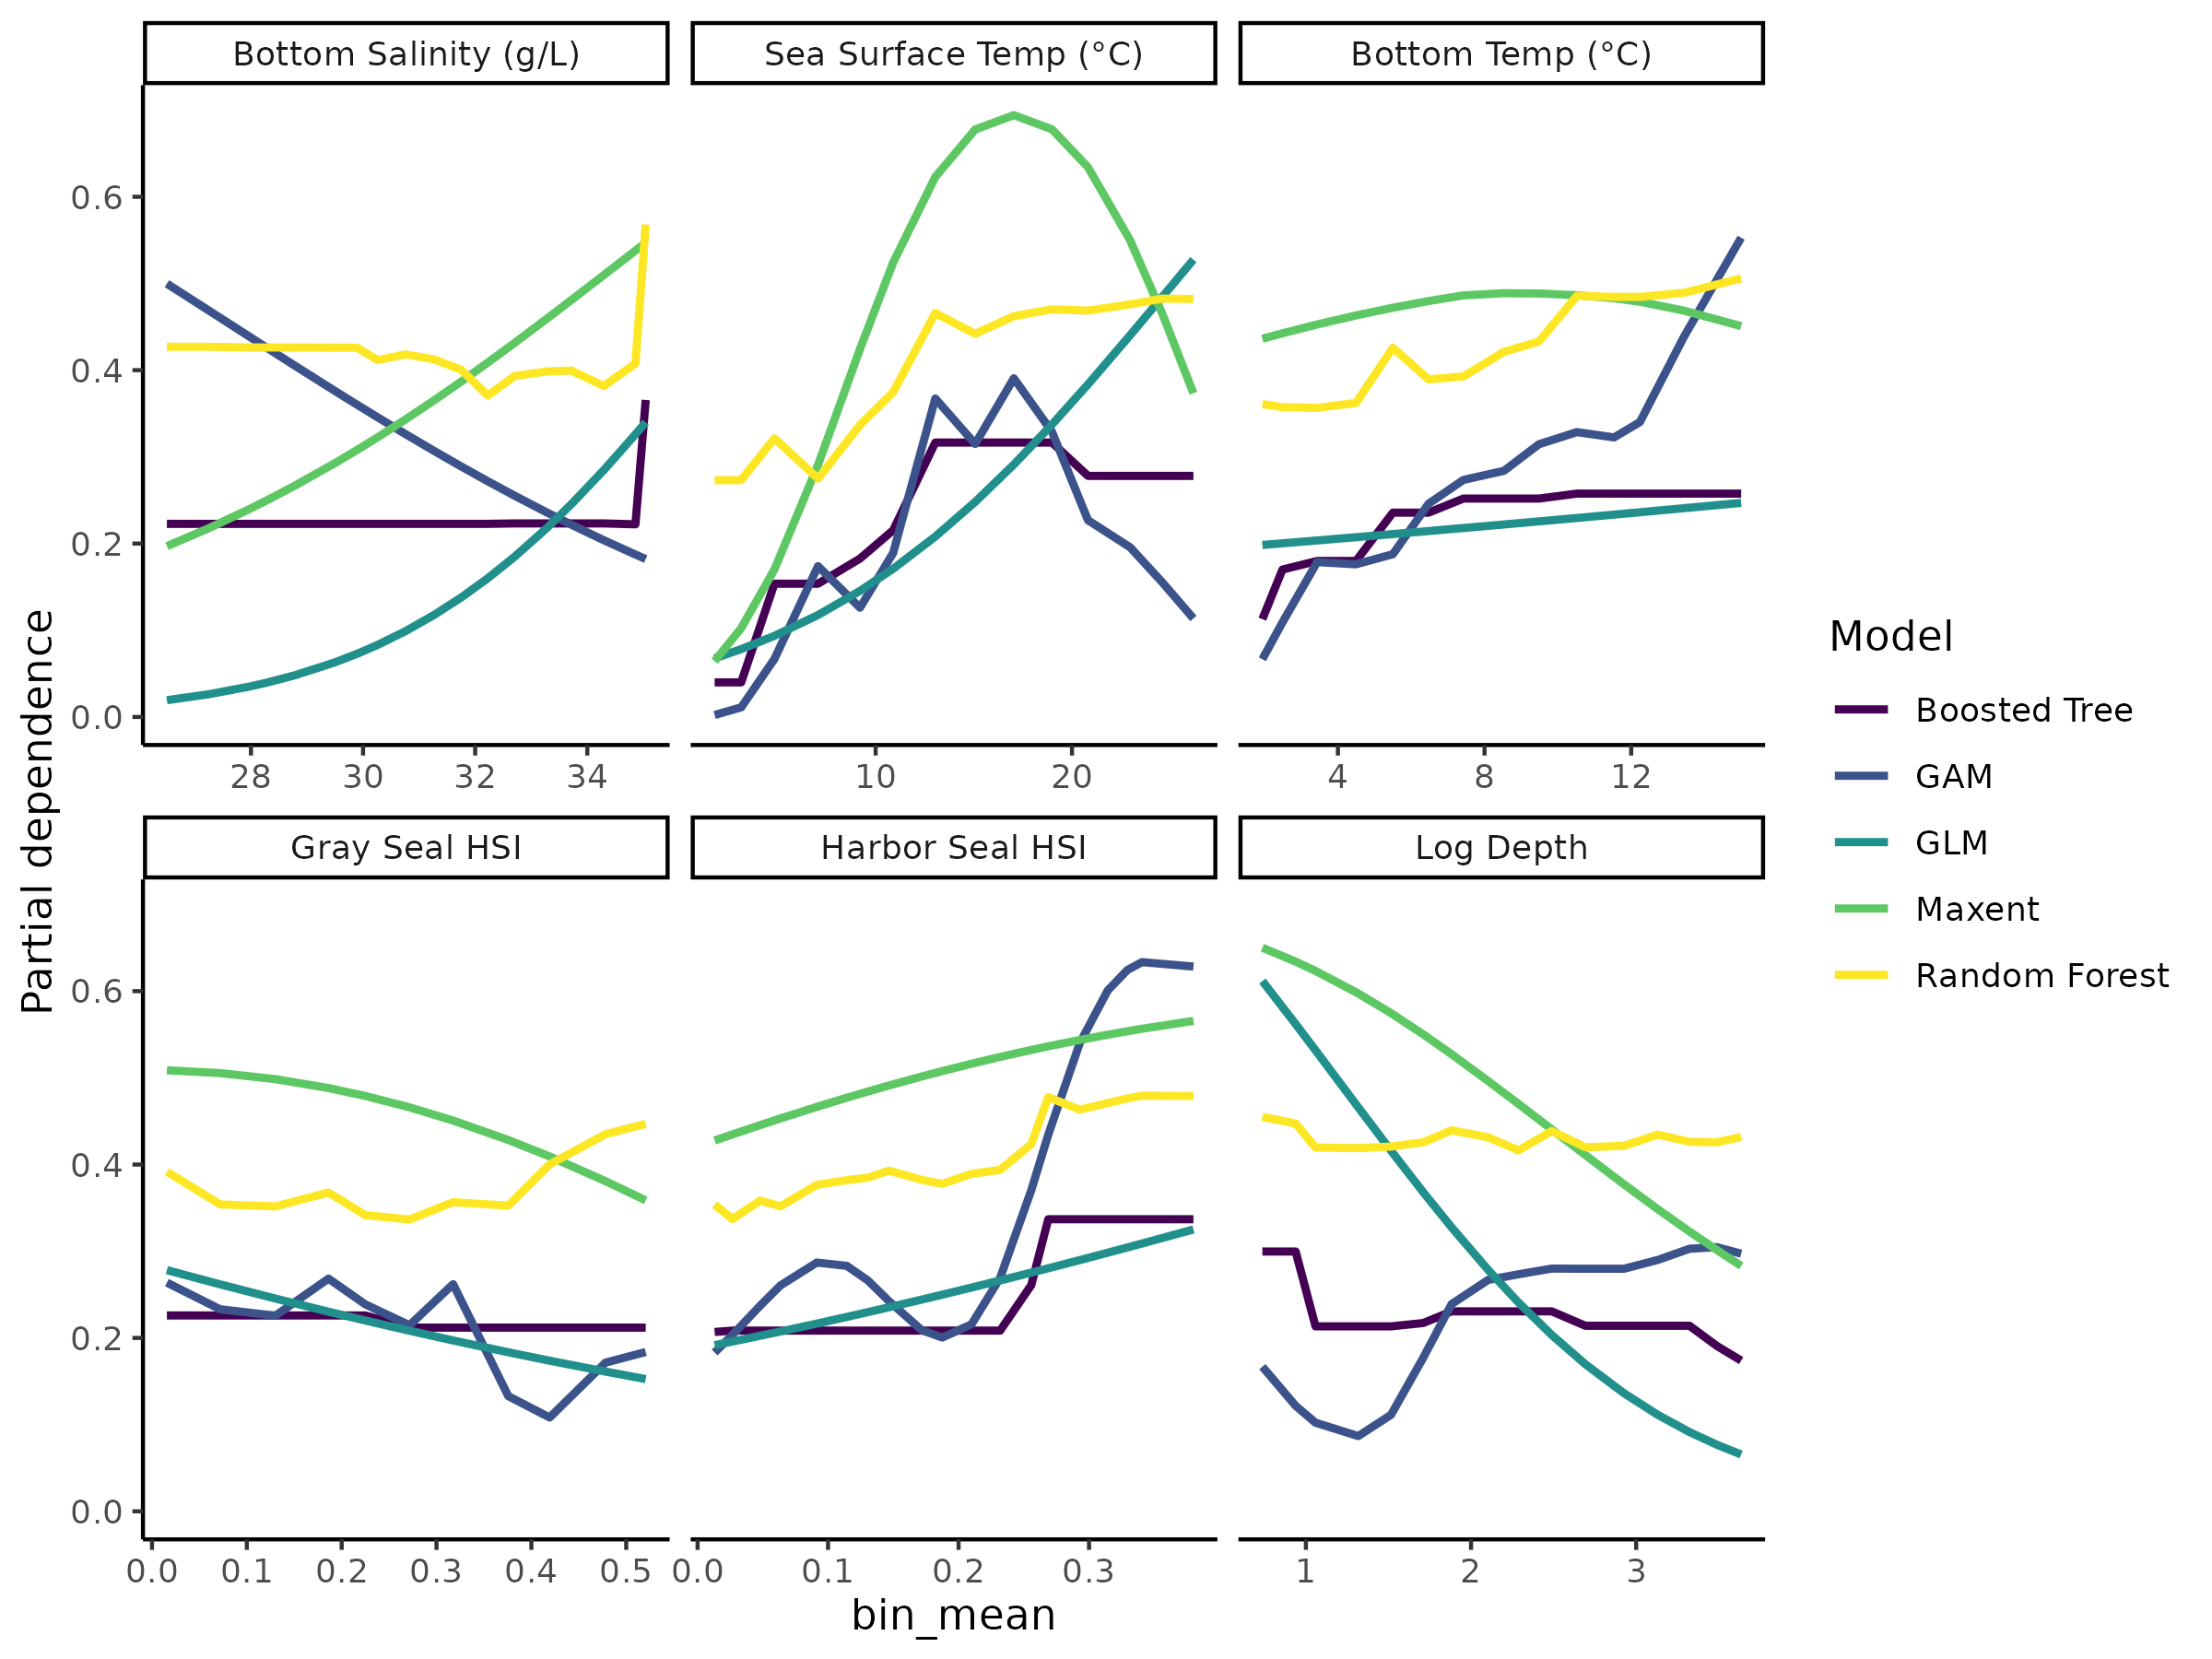 Bottom Salinity (g/L)
Sea Surface Temp (°C)
Bottom Temp (°C)
0.6
0.4
0.2
0.0
28 30 32 34
10 20
4 8 12
Gray Seal HSI
Harbor Seal HSI
Log Depth
0.6
0.4
0.2
0.0
0.0 0.1 0.2 0.3 0.4 0.5
0.0 0.1 0.2 0.3
1 2 3
Partial dependence
bin_mean
Model
Boosted Tree
GAM
GLM
Maxent
Random Forest